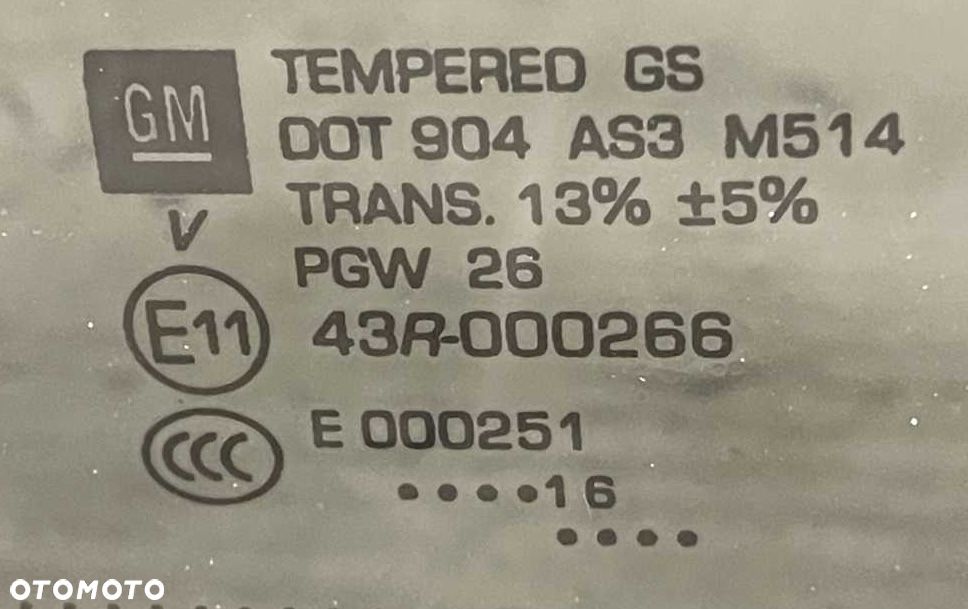 GM
TEMPERED GS
DOT 904 AS3 M514
TRANS. 13% ±5%
V
PGW 26
E11
43R-000266
CCC
E 000251
....16
....
OTOMOTO